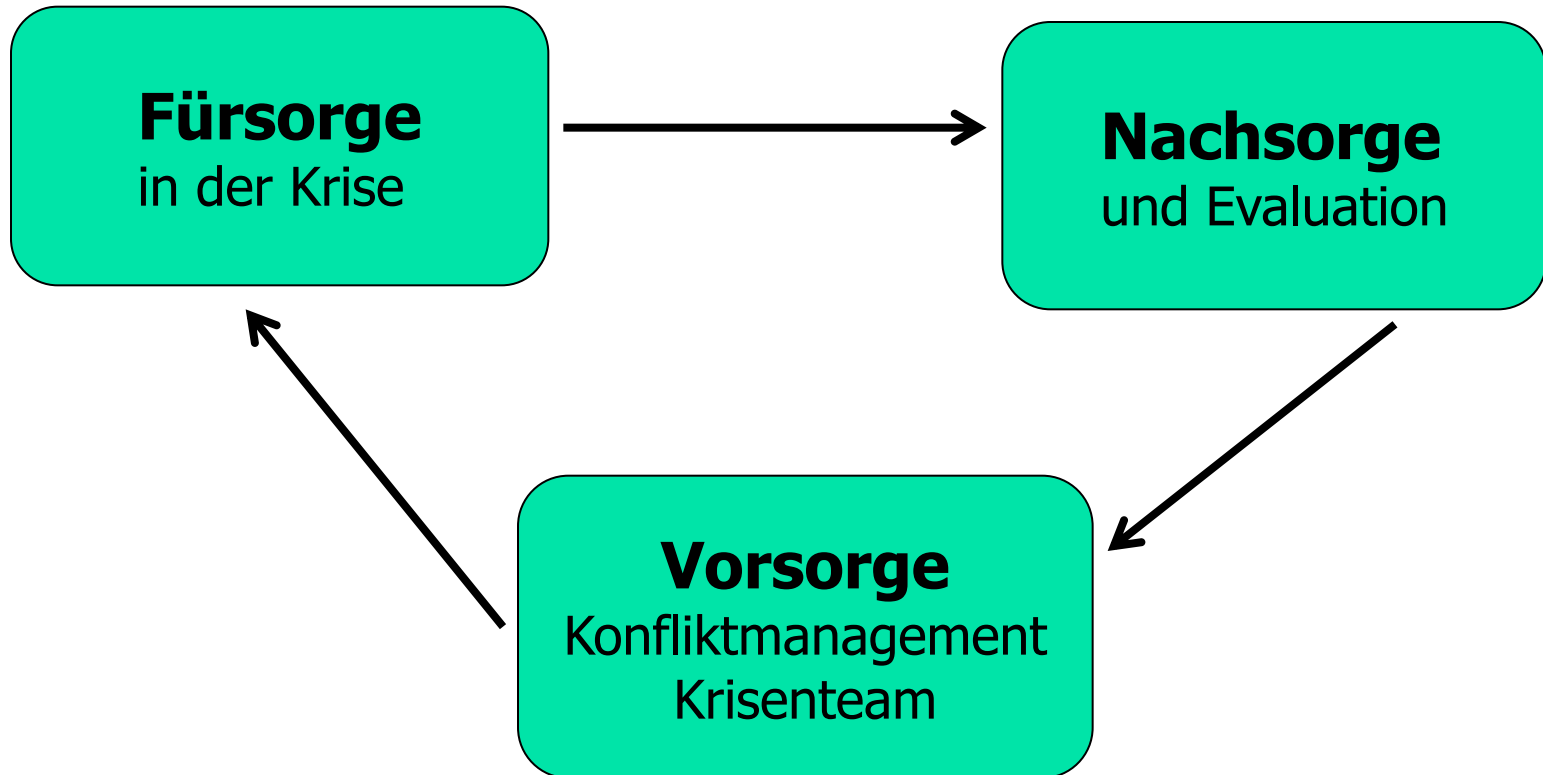 Fürsorge
in der Krise
Nachsorge
und Evaluation
Vorsorge
Konfliktmanagement
Krisenteam